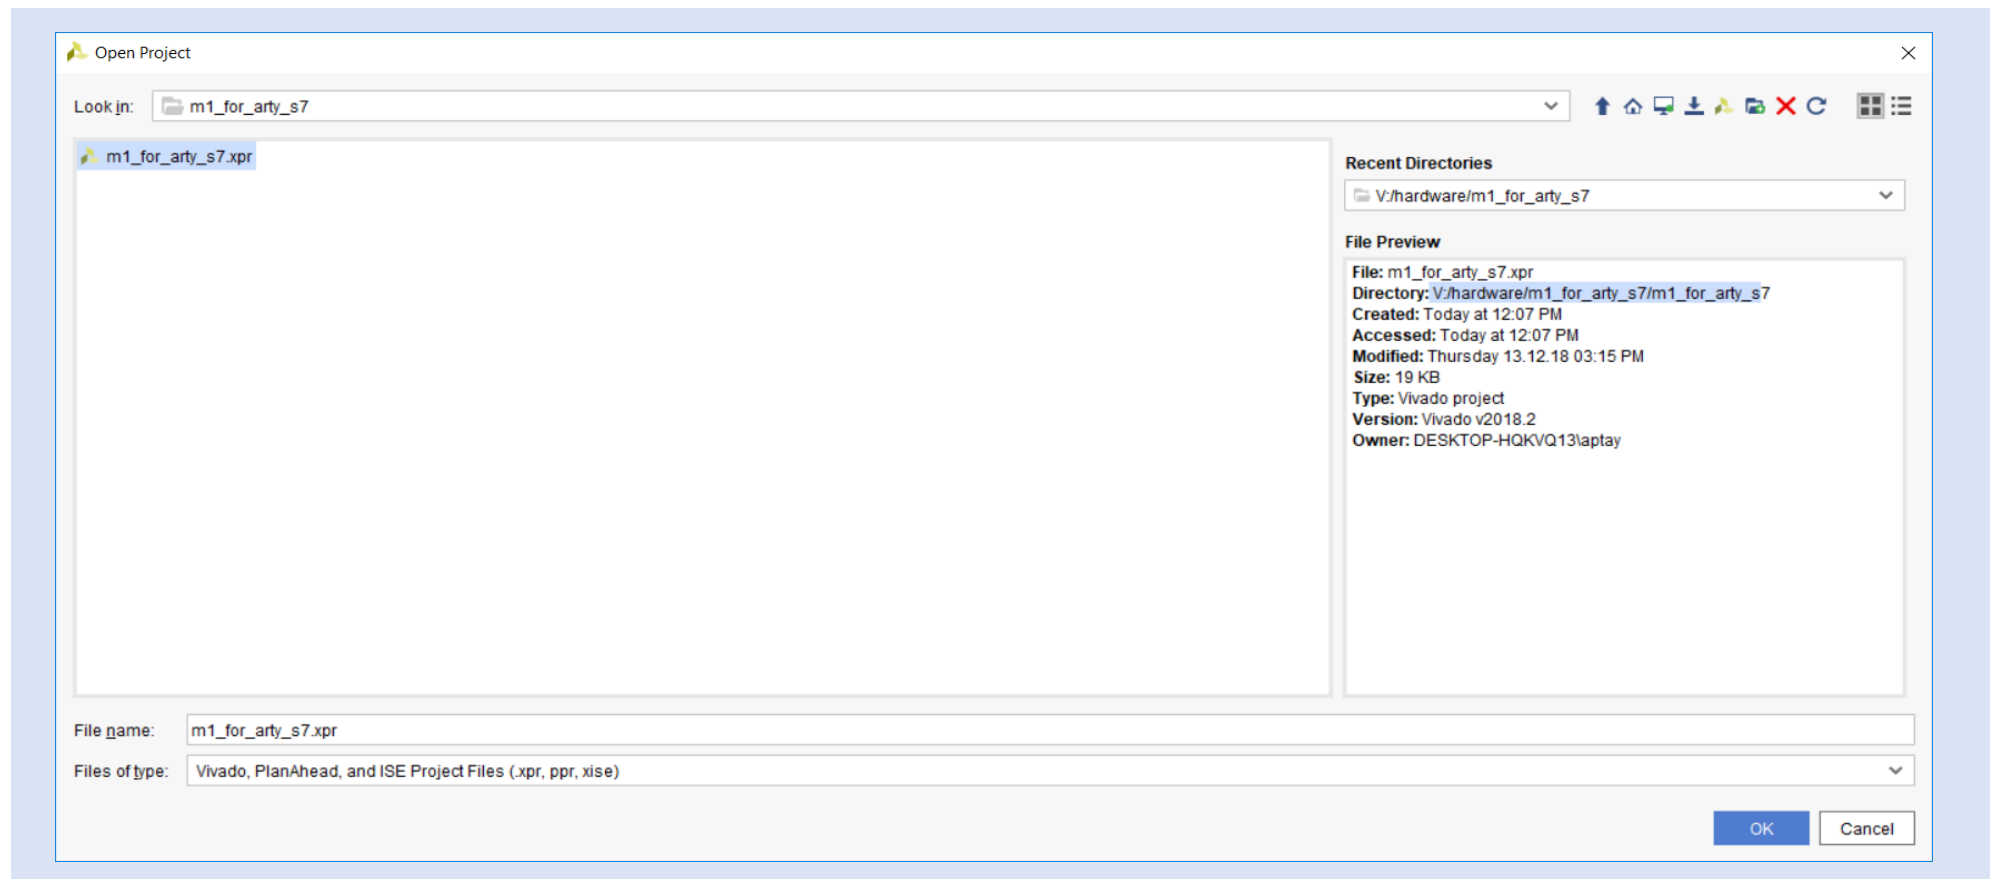 Open Project
Look in: m1_for_arty_s7
m1_for_arty_s7.xpr
Recent Directories
V:/hardware/m1_for_arty_s7
File Preview
File: m1_for_arty_s7.xpr
Directory: V:/hardware/m1_for_arty_s7/m1_for_arty_s7
Created: Today at 12:07 PM
Accessed: Today at 12:07 PM
Modified: Thursday 13.12.18 03:15 PM
Size: 19 KB
Type: Vivado project
Version: Vivado v2018.2
Owner: DESKTOP-HQKVQ13\aptay
File name: m1_for_arty_s7.xpr
Files of type: Vivado, PlanAhead, and ISE Project Files (.xpr, ppr, xise)
OK Cancel